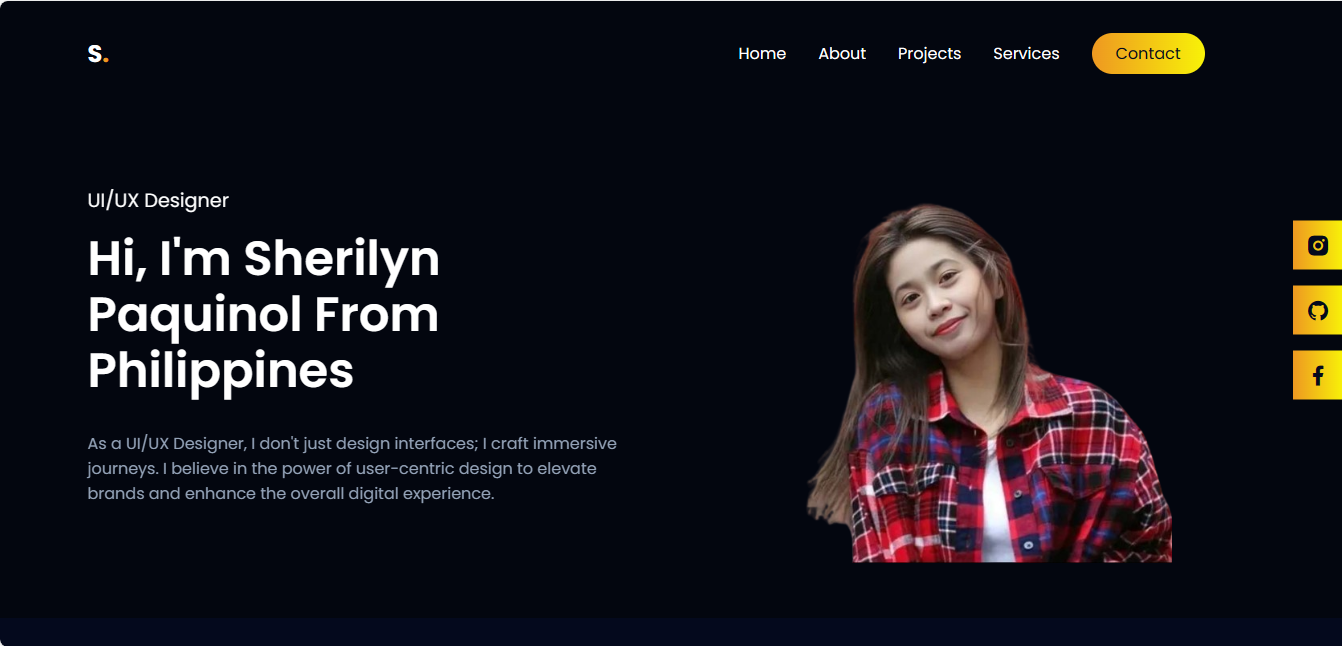 S.
Home About Projects Services Contact
UI/UX Designer
Hi, I'm Sherilyn
Paquinol From
Philippines
As a UI/UX Designer, I don't just design interfaces; I craft immersive
journeys. I believe in the power of user-centric design to elevate
brands and enhance the overall digital experience.